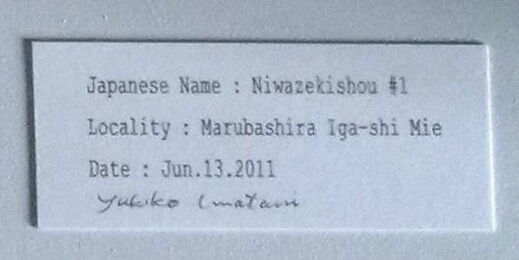 Japanese Name : Niwazekishou #1
Locality : Marubashira Iga-shi Mie
Date : Jun.13.2011
Yukiko Imatani